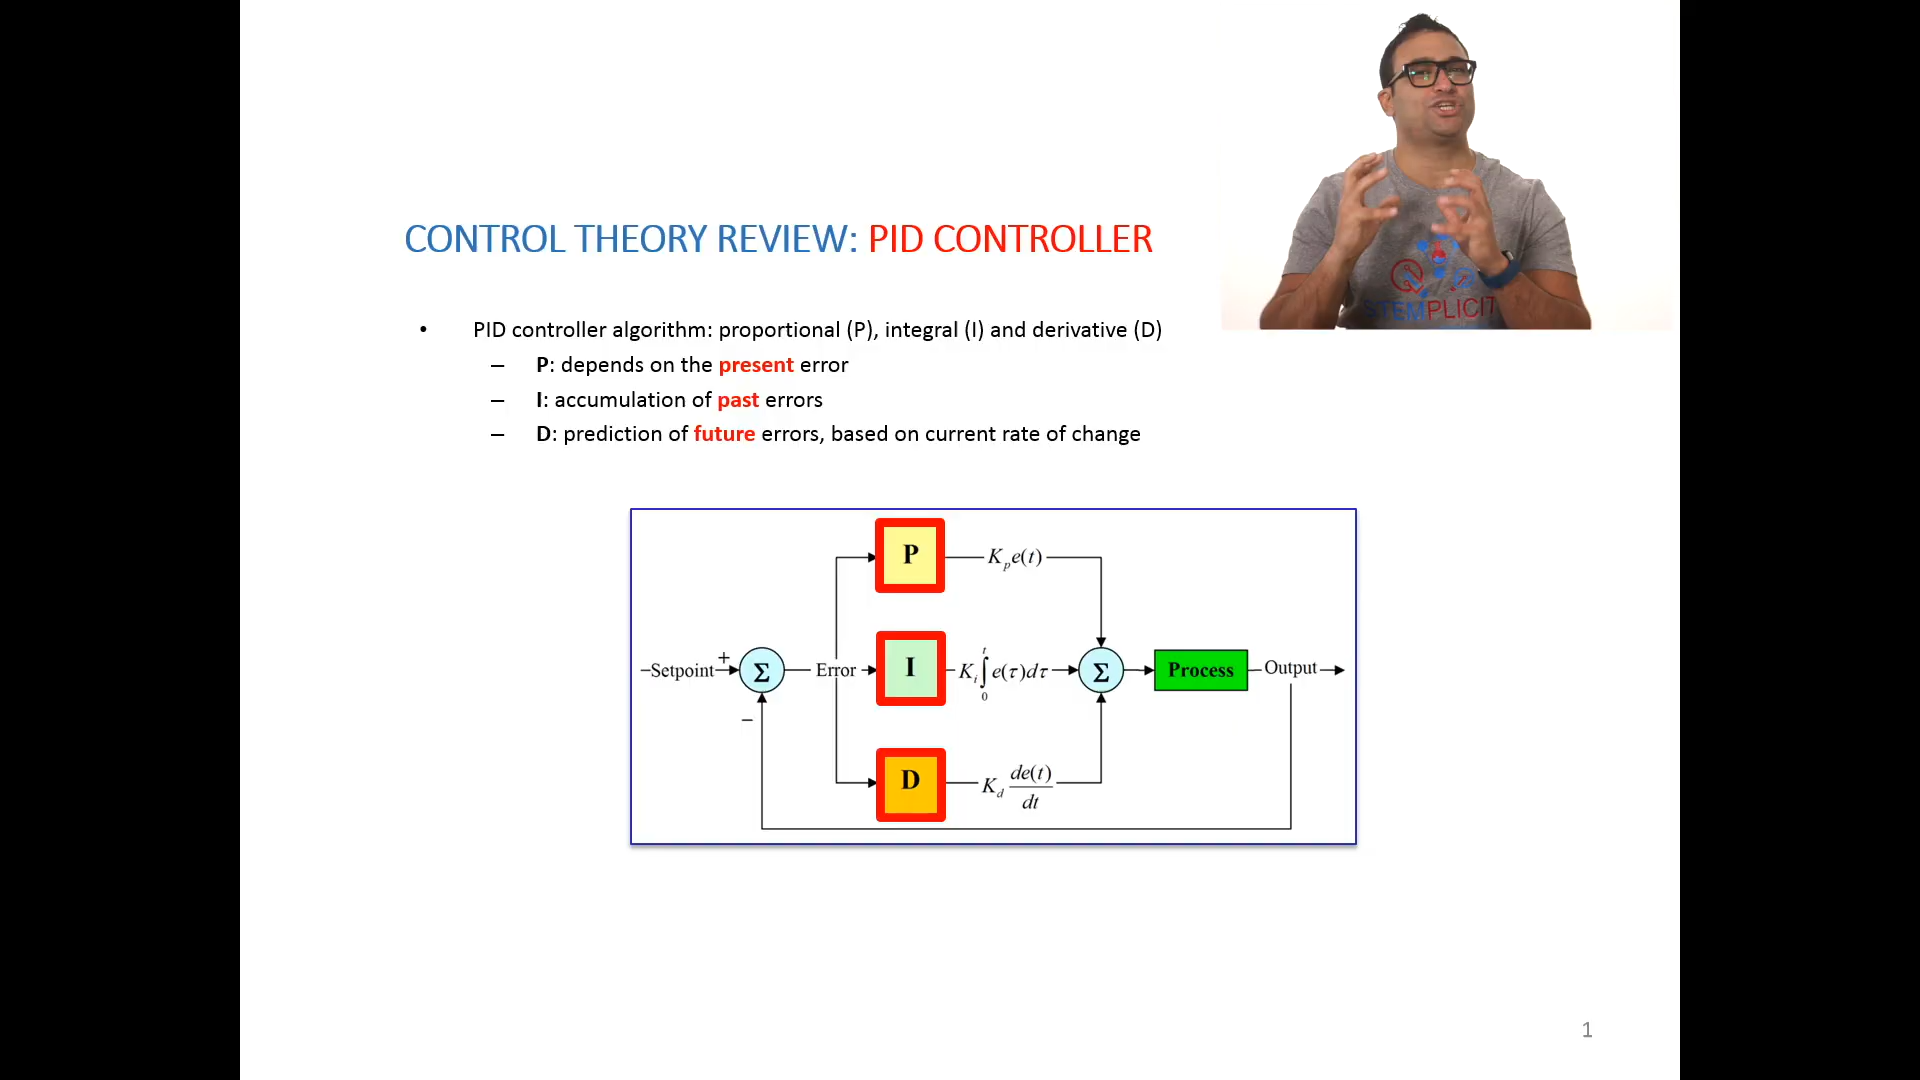 CONTROL THEORY REVIEW: PID CONTROLLER
• PID controller algorithm: proportional (P), integral (I) and derivative (D)
– P: depends on the present error
– I: accumulation of past errors
– D: prediction of future errors, based on current rate of change
P
K_p e(t)
Setpoint
+
Σ
Error
I
K_i ∫_0^t e(τ)dτ
Σ
Process
Output
–
D
K_d de(t)/dt
STEMPLICIT
1